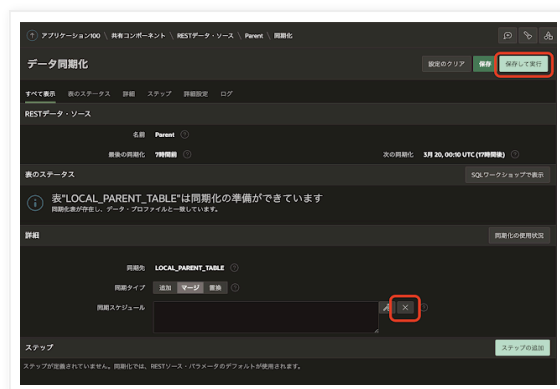 アプリケーション100 \ 共有コンポーネント \ RESTデータ・ソース \ Parent \ 同期化
データ同期化
設定のクリア 保存 保存して実行
すべて表示 表のステータス 詳細 ステップ 詳細設定 ログ
RESTデータ・ソース
名前 Parent
最後の同期化 7時間前 次の同期化 3月 20, 00:10 UTC (17時間後)
表のステータス SQLワークショップで表示
表"LOCAL_PARENT_TABLE"は同期化の準備ができています
同期化表が存在し、データ・プロファイルと一致しています。
詳細 同期化の使用状況
同期先 LOCAL_PARENT_TABLE
同期タイプ 追加 マージ 置換
同期スケジュール
ステップ ステップの追加
ステップが定義されていません。同期化では、RESTソース・パラメータのデフォルトが使用されます。